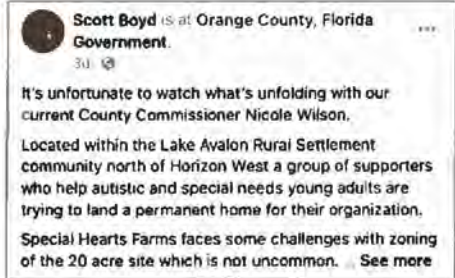 Scott Boyd is at Orange County, Florida
Government.
3d
It's unfortunate to watch what's unfolding with our
current County Commissioner Nicole Wilson.
Located within the Lake Avalon Rural Settlement
community north of Horizon West a group of supporters
who help autistic and special needs young adults are
trying to land a permanent home for their organization.
Special Hearts Farms faces some challenges with zoning
of the 20 acre site which is not uncommon. ... See more